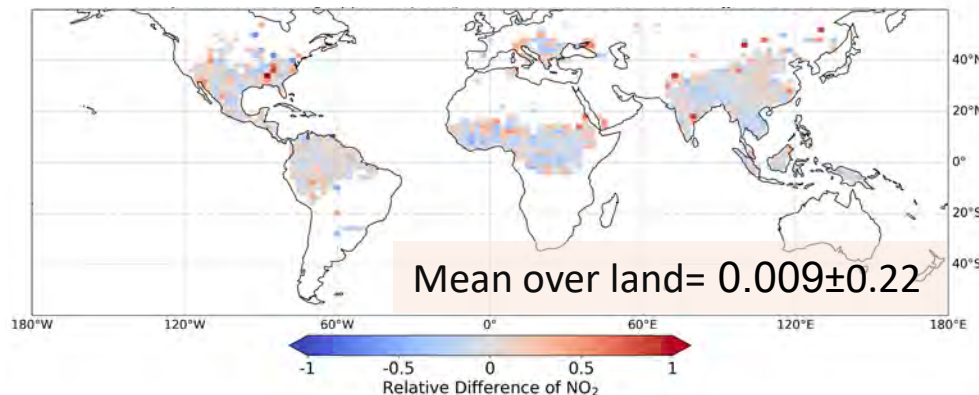 40°N
20°N
0°
20°S
40°S
Mean over land= 0.009±0.22
180°W 120°W 60°W 0° 60°E 120°E 180°E
-1 -0.5 0 0.5 1
Relative Difference of NO₂